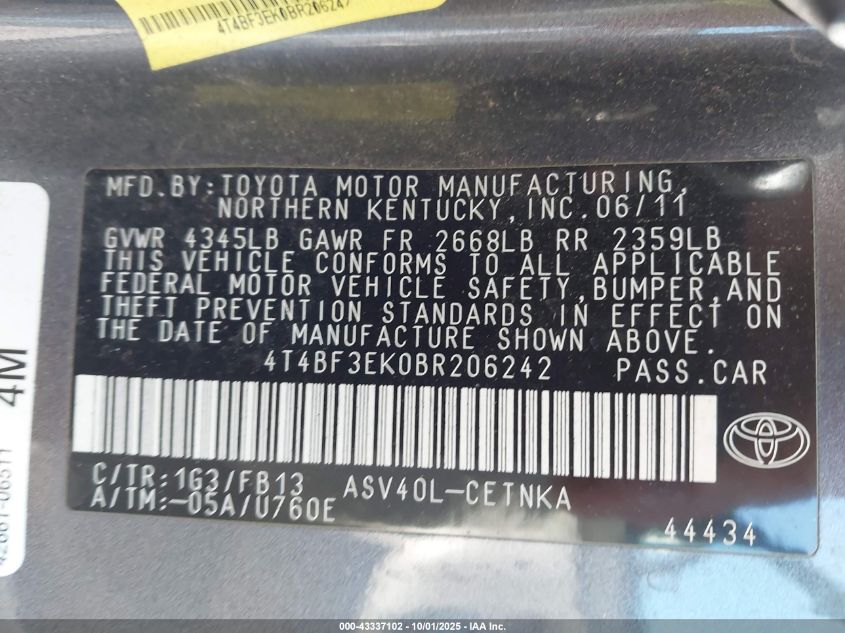 4T4BF3EK0BR206242
MFD.BY:TOYOTA MOTOR MANUFACTURING,
NORTHERN KENTUCKY,INC.06/11
GVWR 4345LB GAWR FR 2668LB RR 2359LB
THIS VEHICLE CONFORMS TO ALL APPLICABLE
FEDERAL MOTOR VEHICLE SAFETY,BUMPER,AND
THEFT PREVENTION STANDARDS IN EFFECT ON
THE DATE OF MANUFACTURE SHOWN ABOVE.
4T4BF3EK0BR206242 PASS.CAR
C/TR:1G3/FB13 ASV40L-CETNKA
A/TM:-05A/U760E
44434
4M
000-43337102 - 10/01/2025 - IAA Inc.